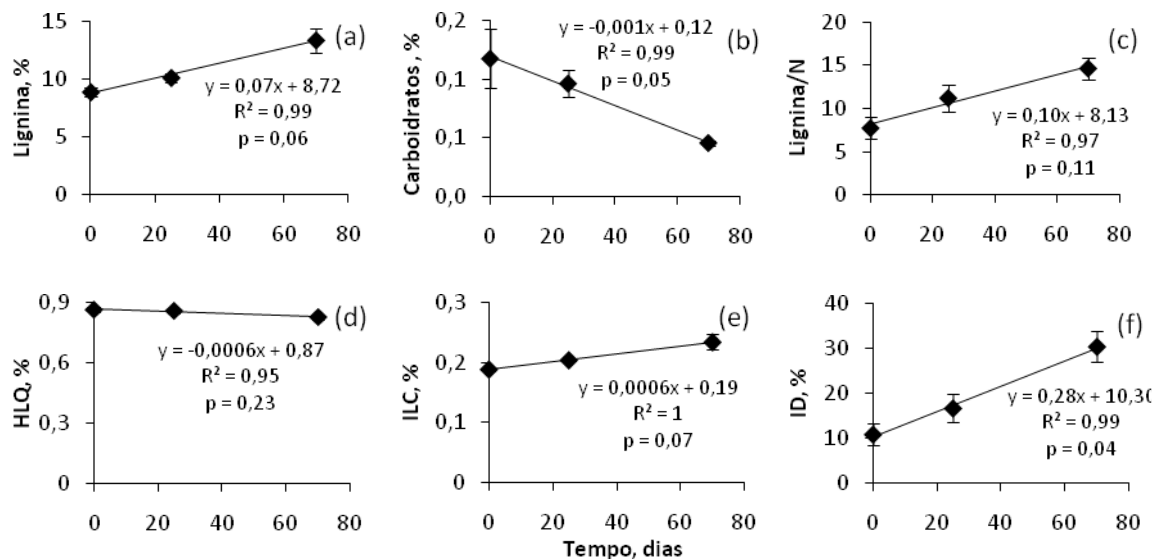 15
10
5
0
Lignina, %
(a)
y = 0,07x + 8,72
R² = 0,99
p = 0,06
0 20 40 60 80
0,2
0,1
0,1
0,0
Carboidratos, %
y = -0,001x + 0,12
(b)
R² = 0,99
p = 0,05
0 20 40 60 80
20
15
10
5
0
Lignina/N
(c)
y = 0,10x + 8,13
R² = 0,97
p = 0,11
0 20 40 60 80
0,9
0,6
0,3
0
HLQ, %
(d)
y = -0,0006x + 0,87
R² = 0,95
p = 0,23
0 20 40 60 80
0,3
0,2
0,1
0
ILC, %
(e)
y = 0,0006x + 0,19
R² = 1
p = 0,07
0 20 40 60 80
Tempo, dias
40
30
20
10
0
ID, %
(f)
y = 0,28x + 10,30
R² = 0,99
p = 0,04
0 20 40 60 80